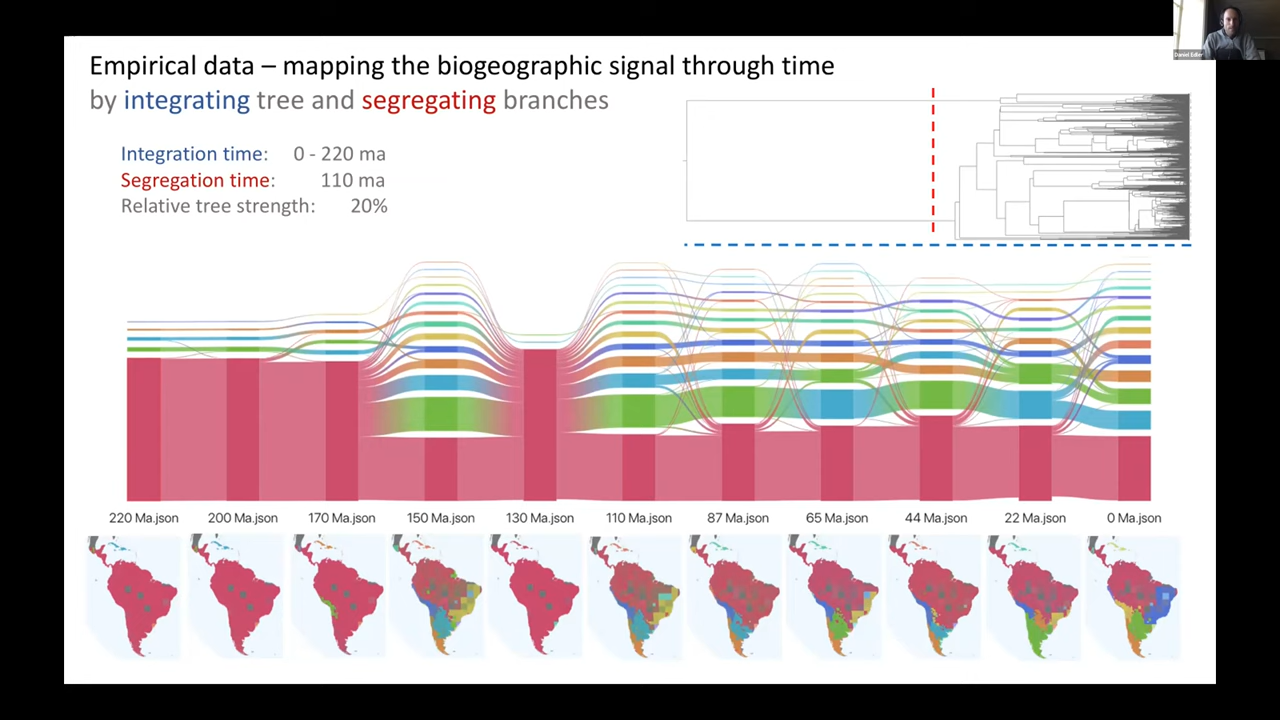 Empirical data – mapping the biogeographic signal through time
by integrating tree and segregating branches
Integration time: 0 - 220 ma
Segregation time: 110 ma
Relative tree strength: 20%
220 Ma.json 200 Ma.json 170 Ma.json 150 Ma.json 130 Ma.json 110 Ma.json 87 Ma.json 65 Ma.json 44 Ma.json 22 Ma.json 0 Ma.json
Daniel Edler